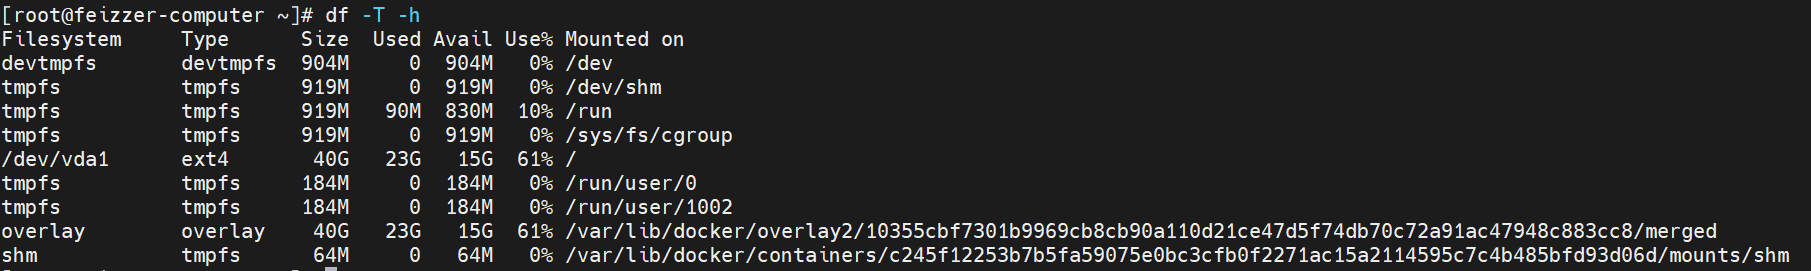 [root@feizzer-computer ~]# df -T -h
Filesystem     Type      Size  Used Avail Use% Mounted on
devtmpfs       devtmpfs  904M     0  904M   0% /dev
tmpfs          tmpfs     919M     0  919M   0% /dev/shm
tmpfs          tmpfs     919M   90M  830M  10% /run
tmpfs          tmpfs     919M     0  919M   0% /sys/fs/cgroup
/dev/vda1      ext4       40G   23G   15G  61% /
tmpfs          tmpfs     184M     0  184M   0% /run/user/0
tmpfs          tmpfs     184M     0  184M   0% /run/user/1002
overlay        overlay    40G   23G   15G  61% /var/lib/docker/overlay2/10355cbf7301b9969cb8cb90a110d21ce47d5f74db70c72a91ac47948c883cc8/merged
shm            tmpfs      64M     0   64M   0% /var/lib/docker/containers/c245f12253b7b5fa59075e0bc3cfb0f2271ac15a2114595c7c4b485bfd93d06d/mounts/shm